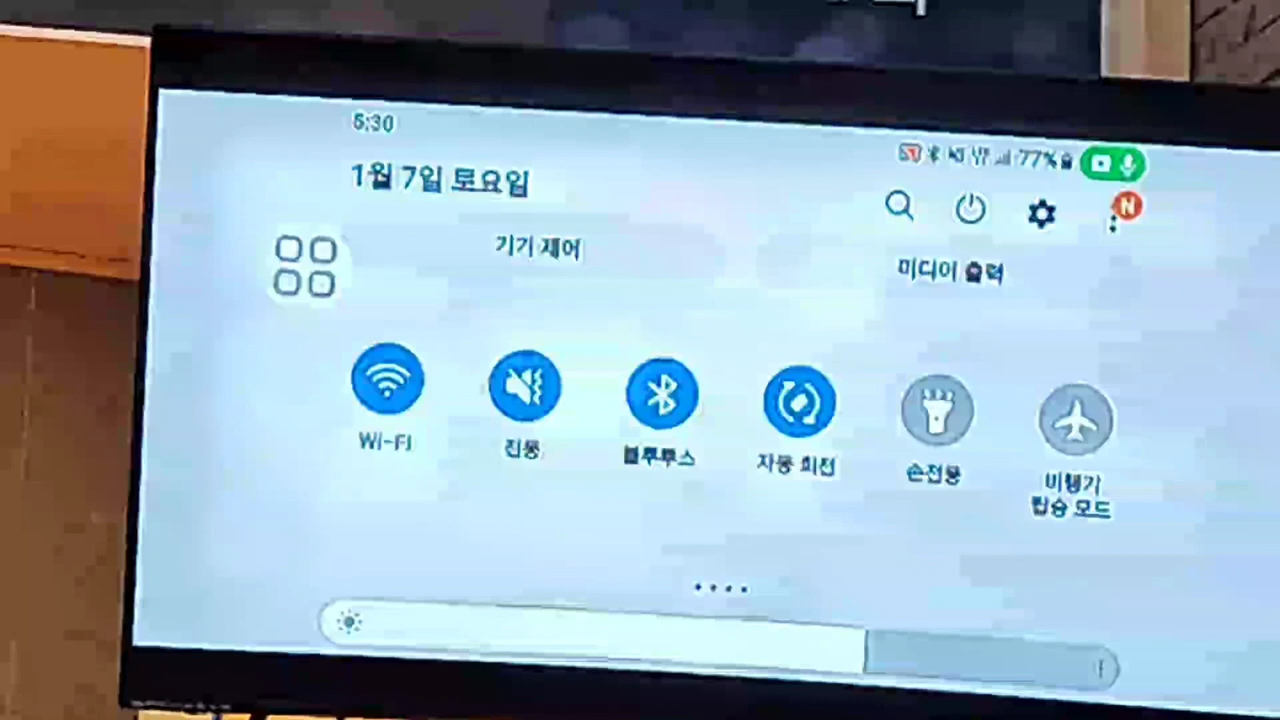 5:30
77%
1월 7일 토요일
N
기기 제어
미디어 출력
Wi-Fi
진동
블루투스
자동 회전
손전등
비행기
탑승 모드